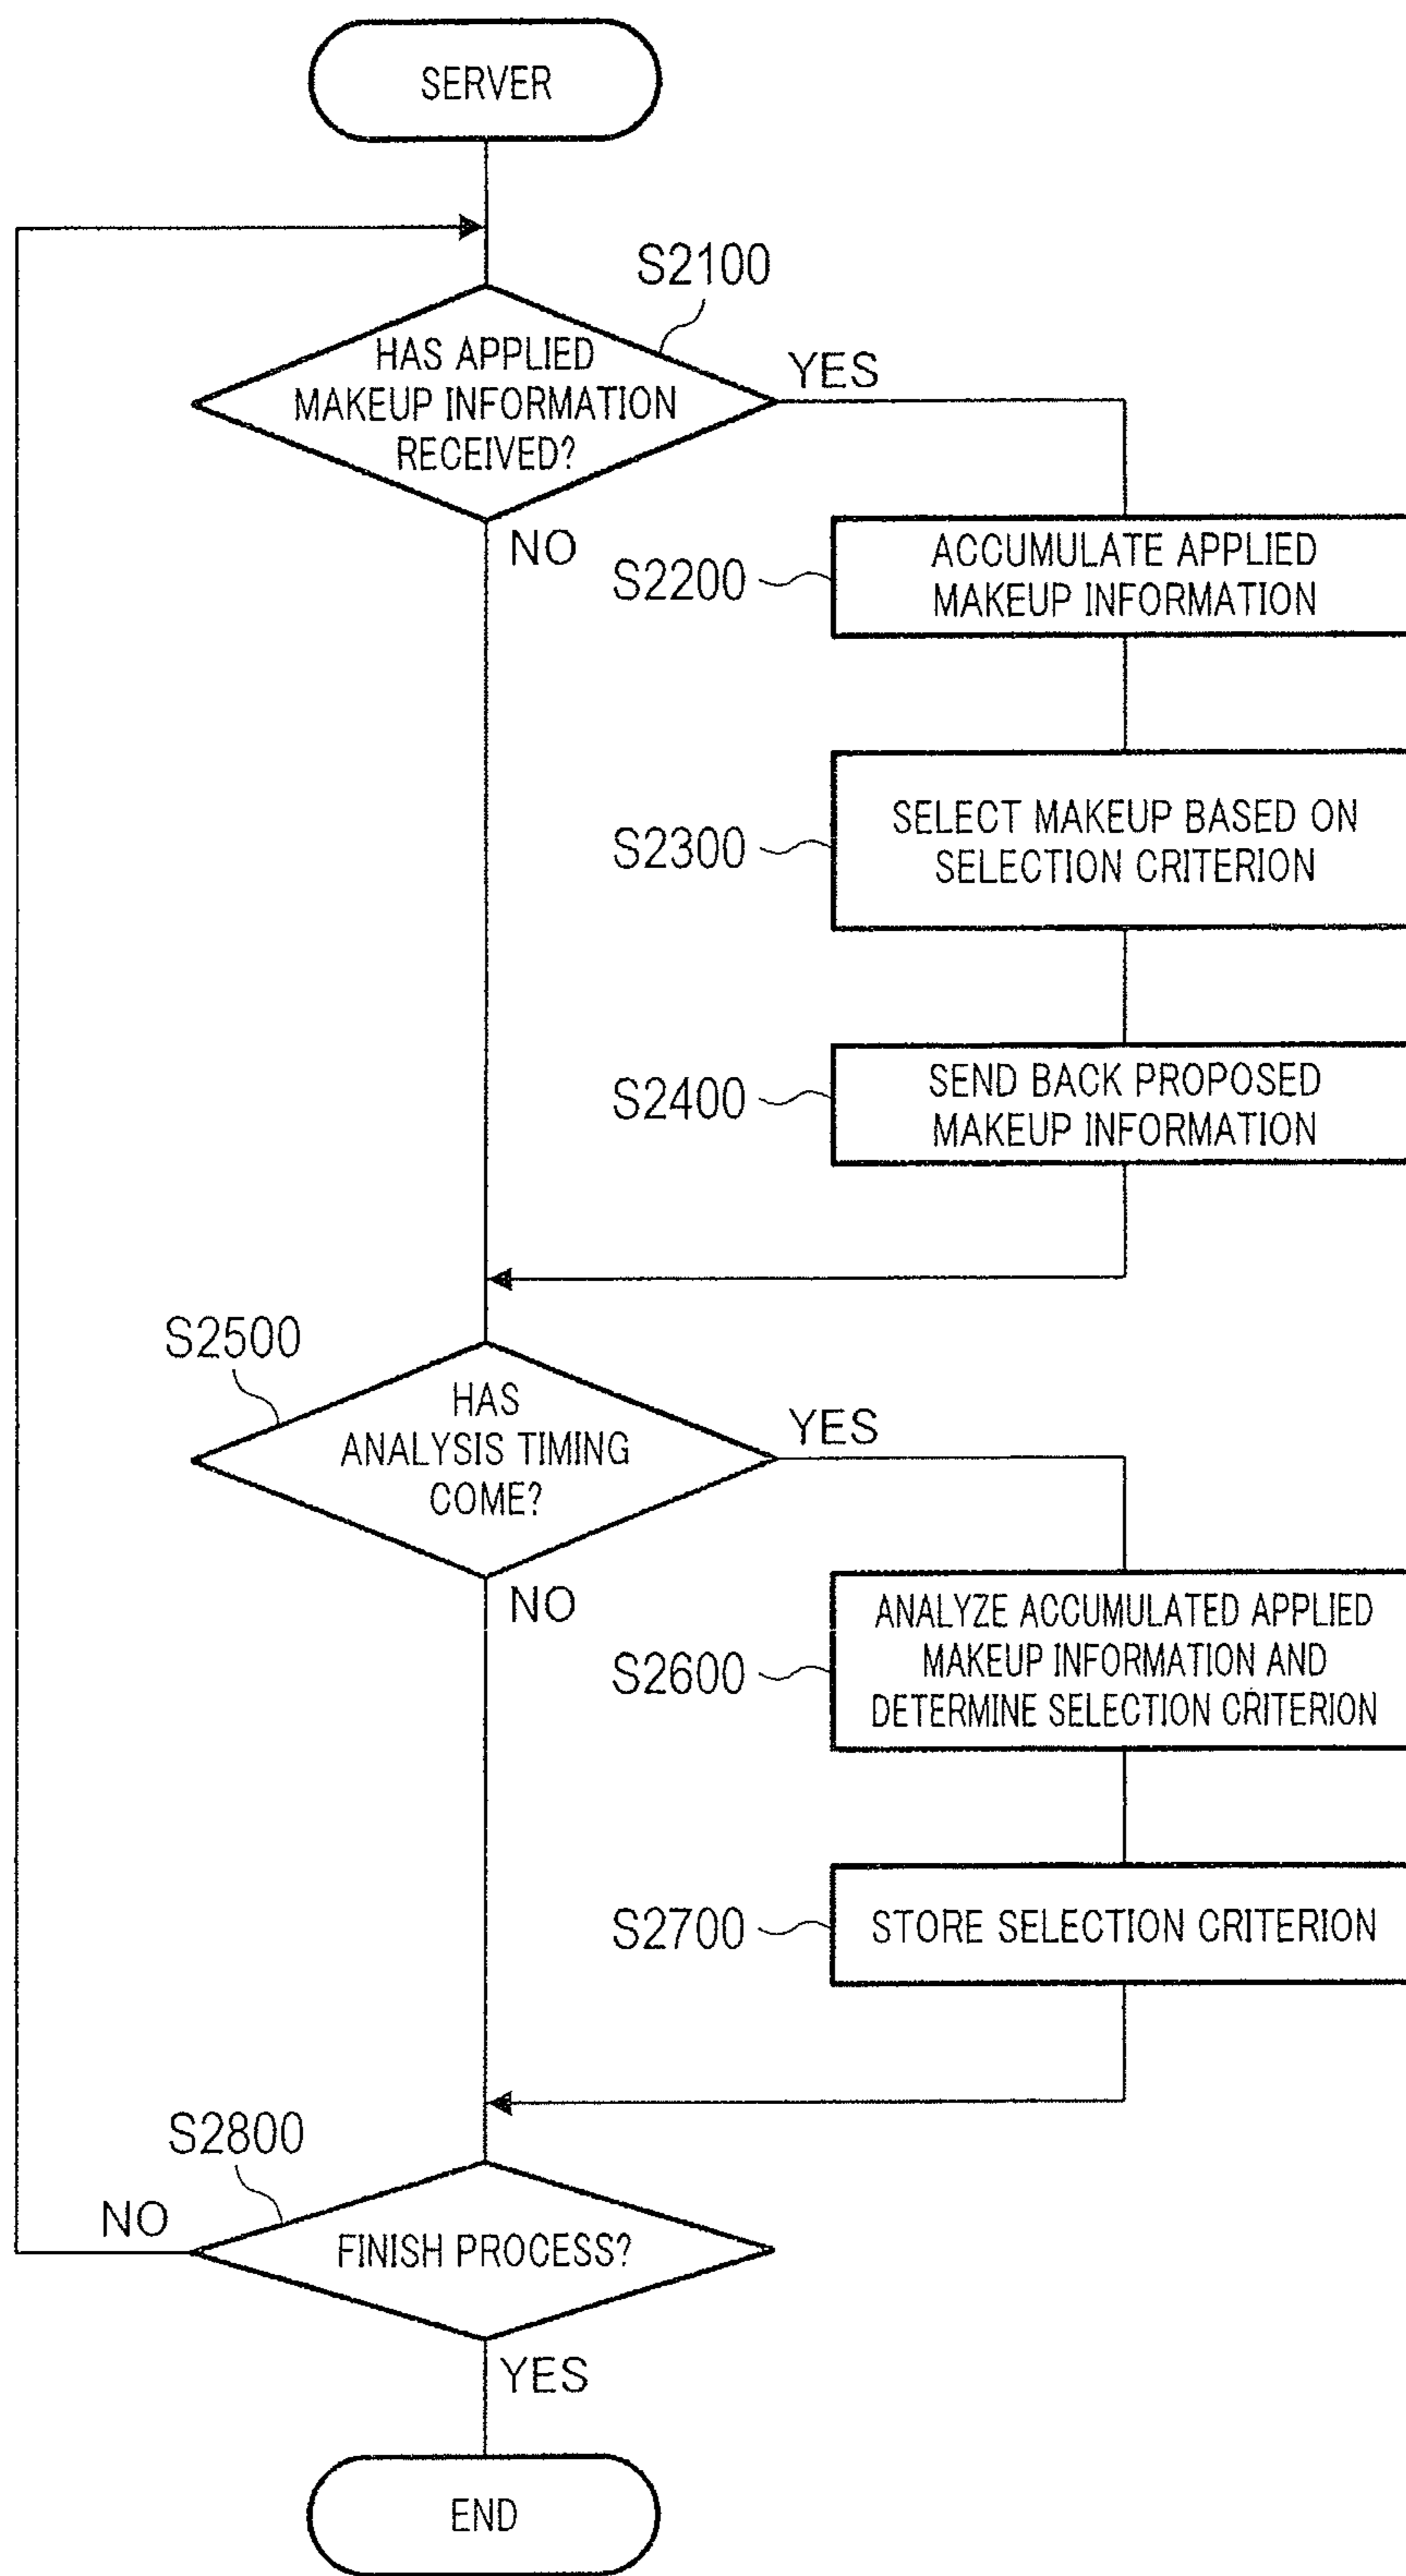 SERVER
S2100
HAS APPLIED
MAKEUP INFORMATION
RECEIVED?
YES
NO
S2200
ACCUMULATE APPLIED
MAKEUP INFORMATION
S2300
SELECT MAKEUP BASED ON
SELECTION CRITERION
S2400
SEND BACK PROPOSED
MAKEUP INFORMATION
S2500
HAS
ANALYSIS TIMING
COME?
YES
NO
S2600
ANALYZE ACCUMULATED APPLIED
MAKEUP INFORMATION AND
DETERMINE SELECTION CRITERION
S2700
STORE SELECTION CRITERION
S2800
NO
FINISH PROCESS?
YES
END